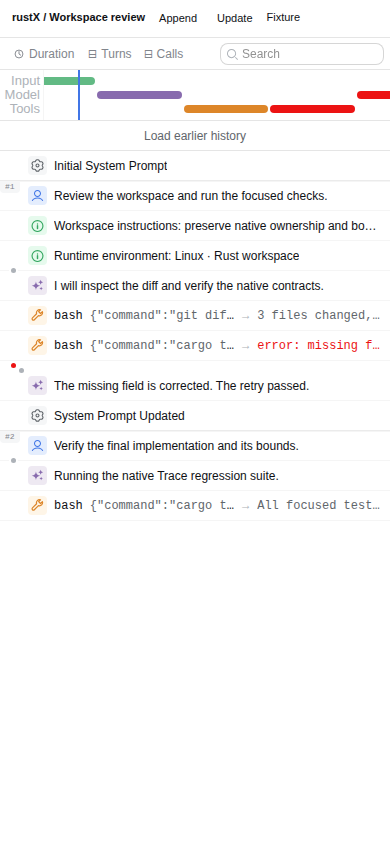 rustX / Workspace review Append Update Fixture
Duration Turns Calls Search
Input
Model
Tools
Load earlier history
Initial System Prompt
#1
Review the workspace and run the focused checks.
Workspace instructions: preserve native ownership and bo…
Runtime environment: Linux · Rust workspace
I will inspect the diff and verify the native contracts.
bash {"command":"git dif… → 3 files changed,…
bash {"command":"cargo t… → error: missing f…
The missing field is corrected. The retry passed.
System Prompt Updated
#2
Verify the final implementation and its bounds.
Running the native Trace regression suite.
bash {"command":"cargo t… → All focused test…